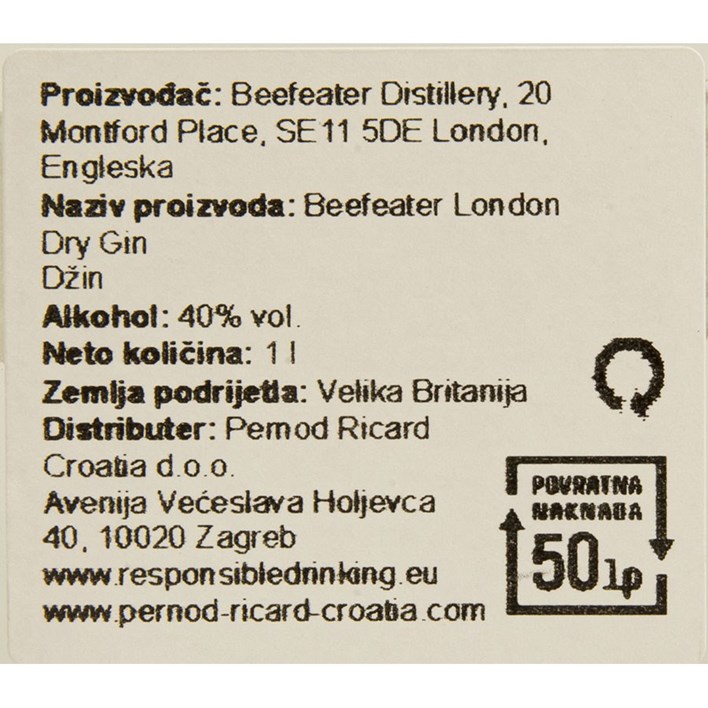 Proizvođač: Beefeater Distillery, 20
Montford Place, SE11 5DE London,
Engleska
Naziv proizvoda: Beefeater London
Dry Gin
Džin
Alkohol: 40% vol.
Neto količina: 1 l
Zemlja podrijetla: Velika Britanija
Distributer: Pernod Ricard
Croatia d.o.o.
Avenija Većeslava Holjevca
40, 10020 Zagreb
www.responsibledrinking.eu
www.pernod-ricard-croatia.com
POVRATNA
NAKNADA
50 lp